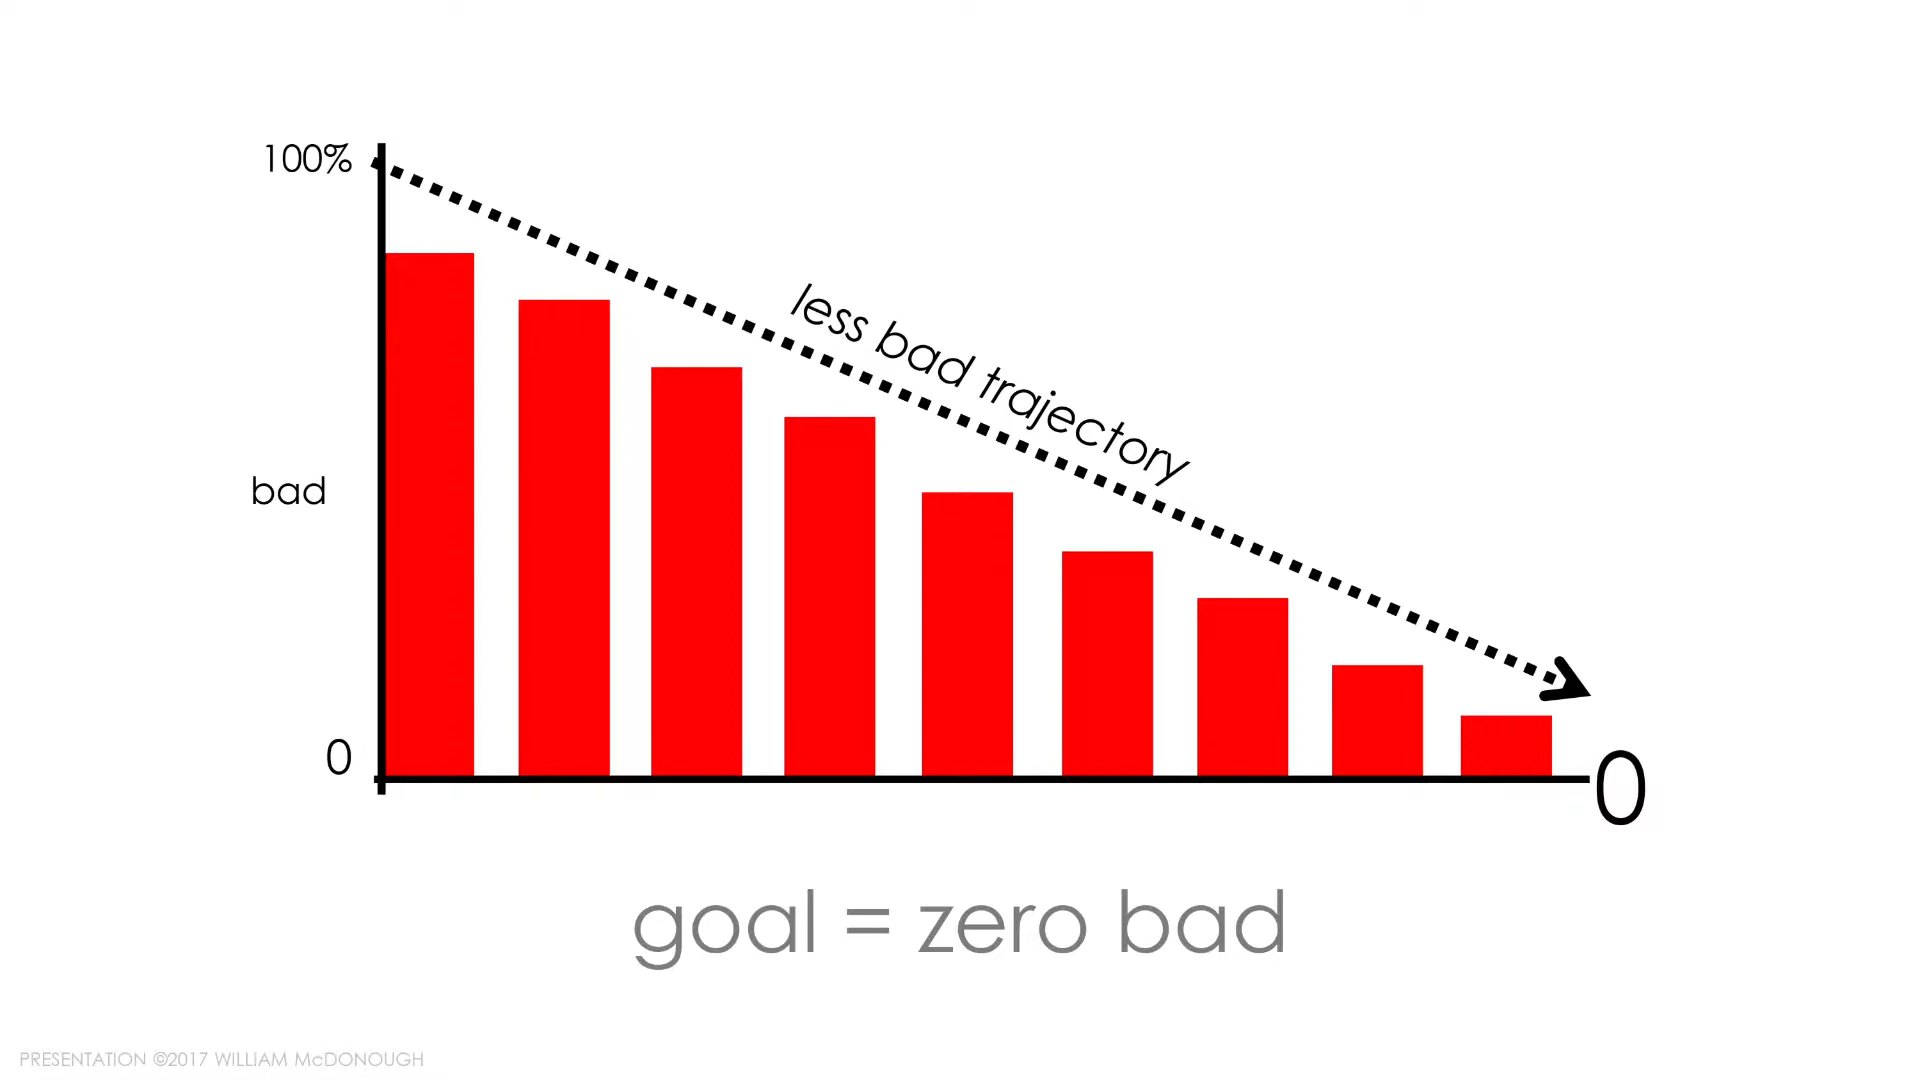 100%
less bad trajectory
bad
0
0
goal = zero bad
PRESENTATION ©2017 WILLIAM McDONOUGH